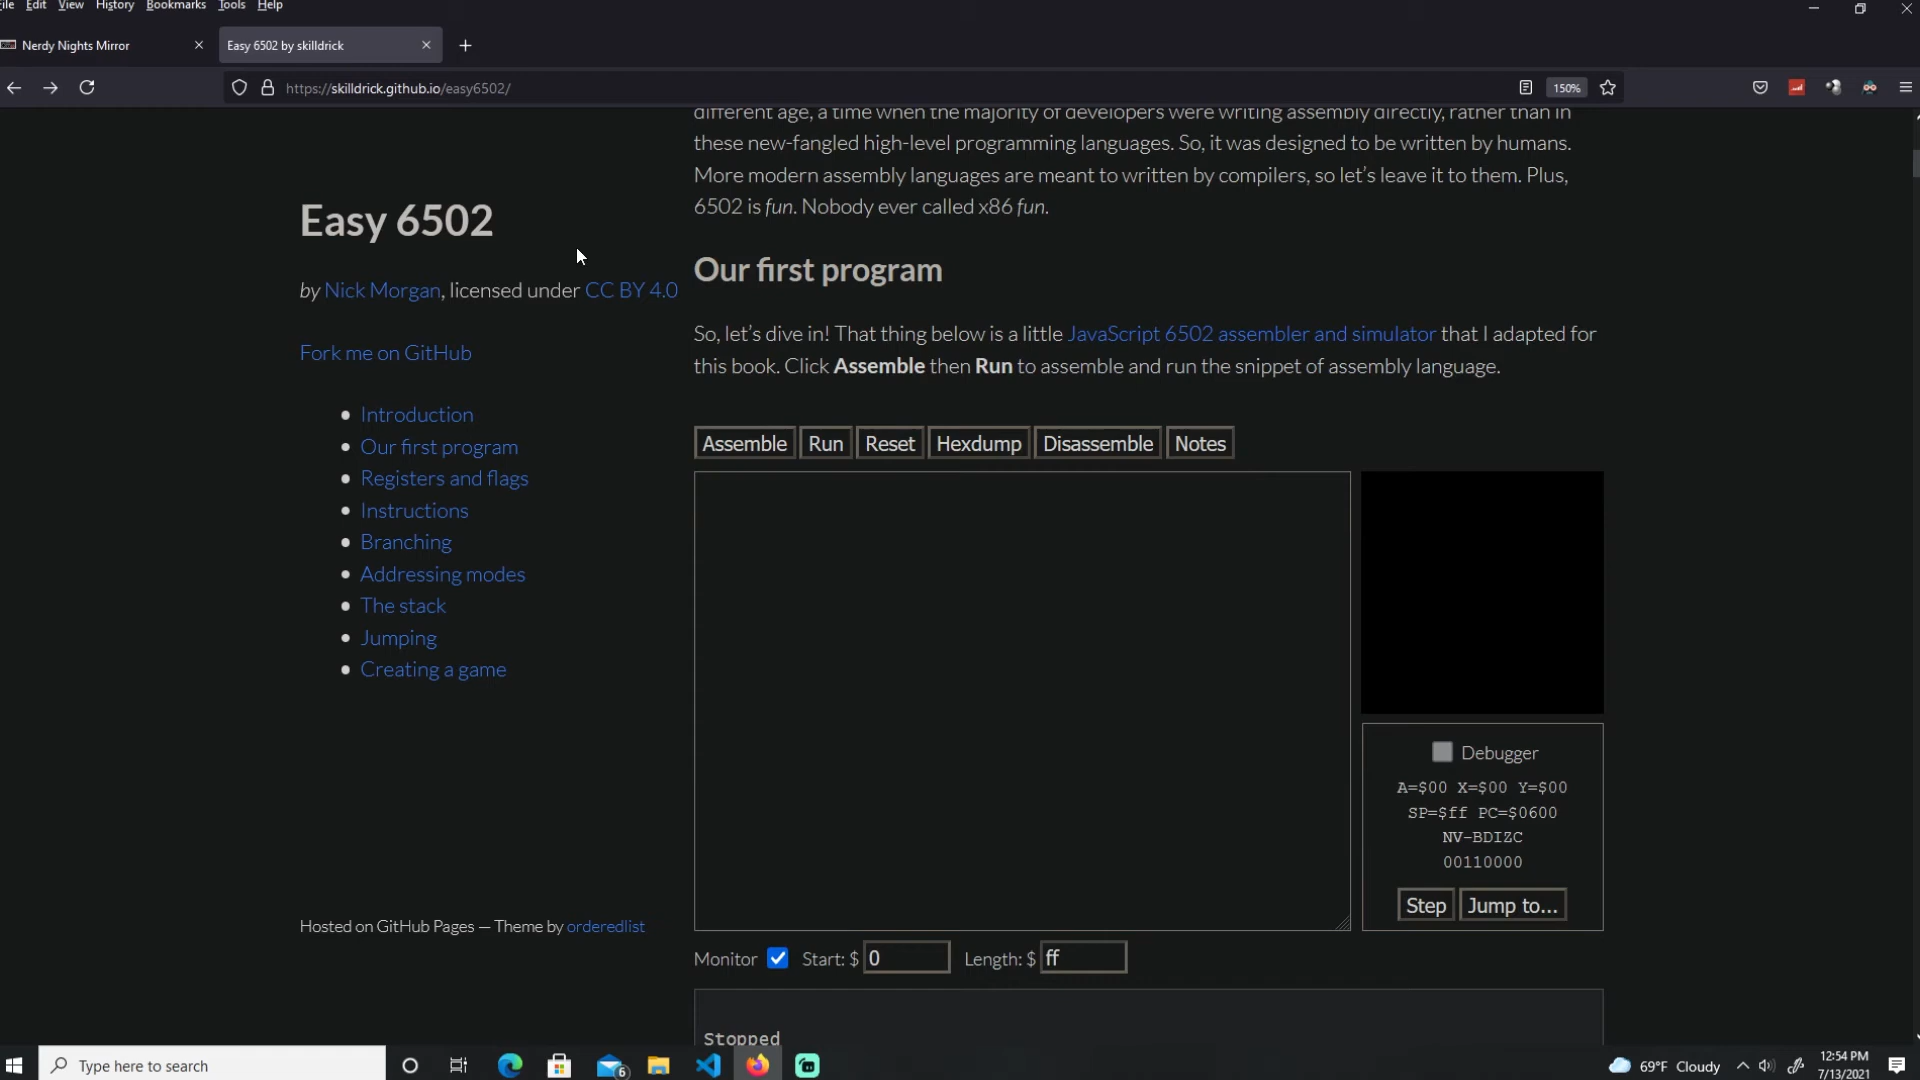 File Edit View History Bookmarks Tools Help
Nerdy Nights Mirror
Easy 6502 by skilldrick
https://skilldrick.github.io/easy6502/
150%
different age, a time when the majority of developers were writing assembly directly, rather than in
these new-fangled high-level programming languages. So, it was designed to be written by humans.
More modern assembly languages are meant to written by compilers, so let's leave it to them. Plus,
6502 is fun. Nobody ever called x86 fun.
Easy 6502
by Nick Morgan, licensed under CC BY 4.0
Fork me on GitHub
Introduction
Our first program
Registers and flags
Instructions
Branching
Addressing modes
The stack
Jumping
Creating a game
Hosted on GitHub Pages — Theme by orderedlist
Our first program
So, let's dive in! That thing below is a little JavaScript 6502 assembler and simulator that I adapted for
this book. Click Assemble then Run to assemble and run the snippet of assembly language.
Assemble Run Reset Hexdump Disassemble Notes
Debugger
A=$00 X=$00 Y=$00
SP=$ff PC=$0600
NV-BDIZC
00110000
Step Jump to...
Monitor Start: $ 0 Length: $ ff
Stopped
Type here to search
6
69°F Cloudy
12:54 PM
7/13/2021